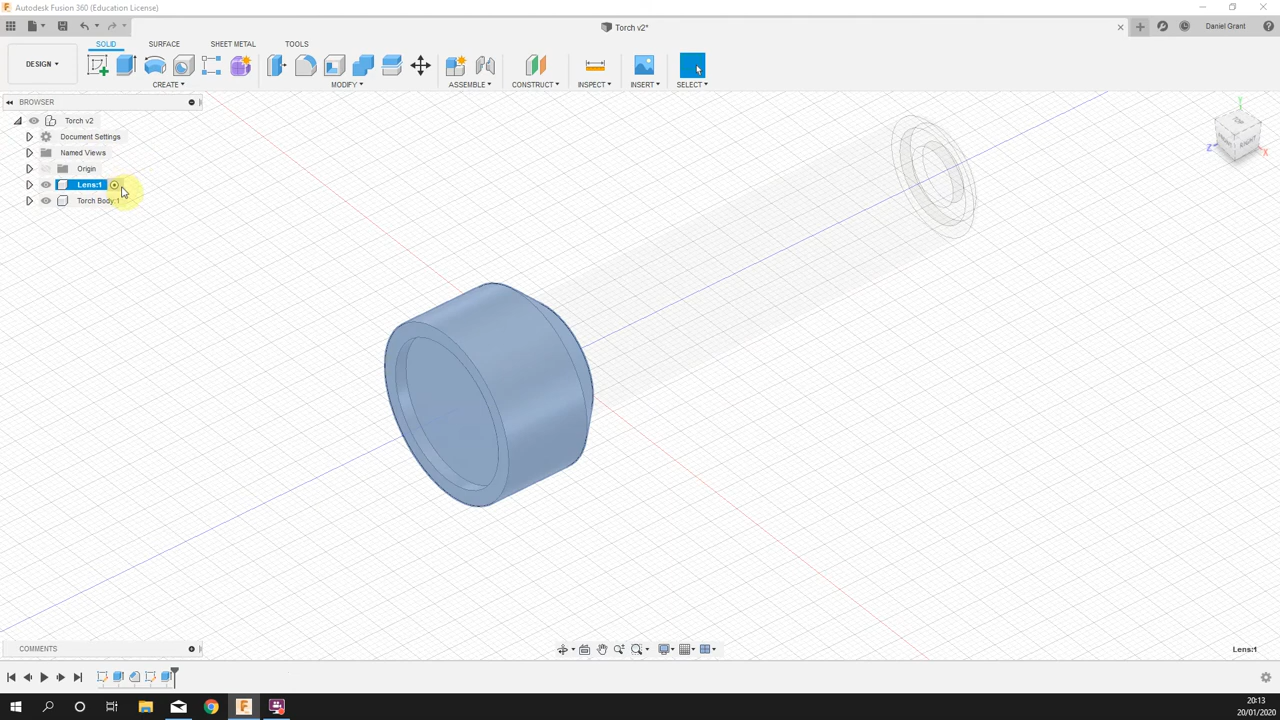 Autodesk Fusion 360 (Education License)
Torch v2*
Daniel Grant
DESIGN
SOLID SURFACE SHEET METAL TOOLS
CREATE MODIFY ASSEMBLE CONSTRUCT INSPECT INSERT SELECT
BROWSER
Torch v2
Document Settings
Named Views
Origin
Lens:1
Torch Body:1
Y
Z
X
FRONT
RIGHT
COMMENTS
Lens:1
20:13
20/01/2020